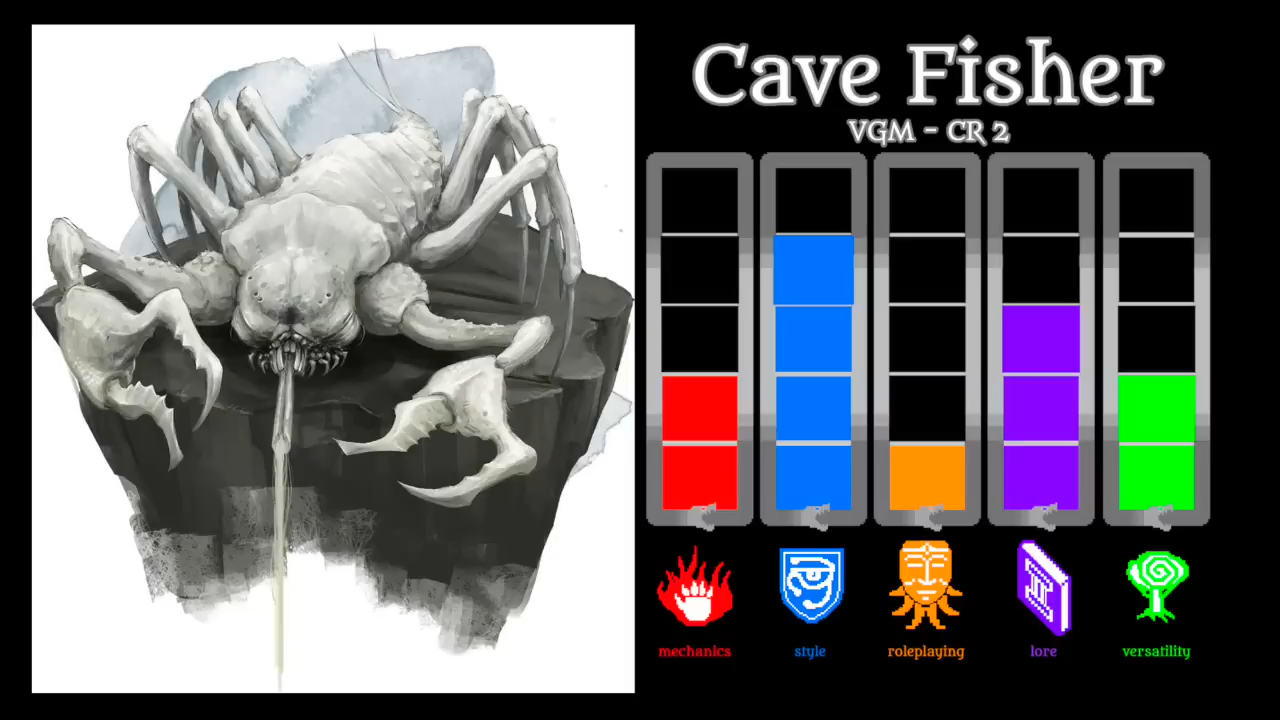 Cave Fisher
VGM - CR 2
mechanics
style
roleplaying
lore
versatility